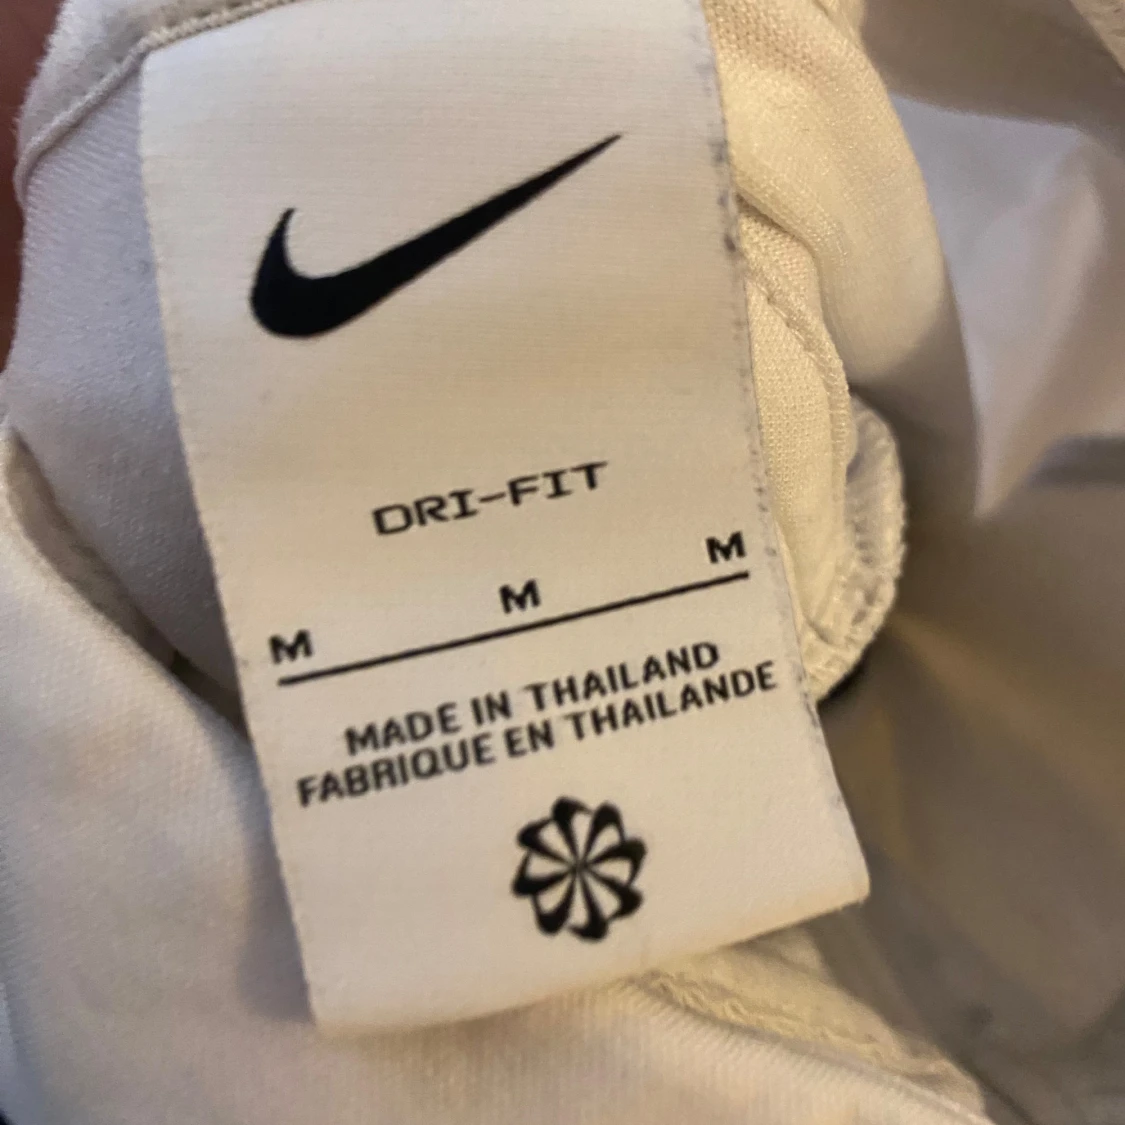 DRI-FIT
M M M
MADE IN THAILAND
FABRIQUE EN THAILANDE